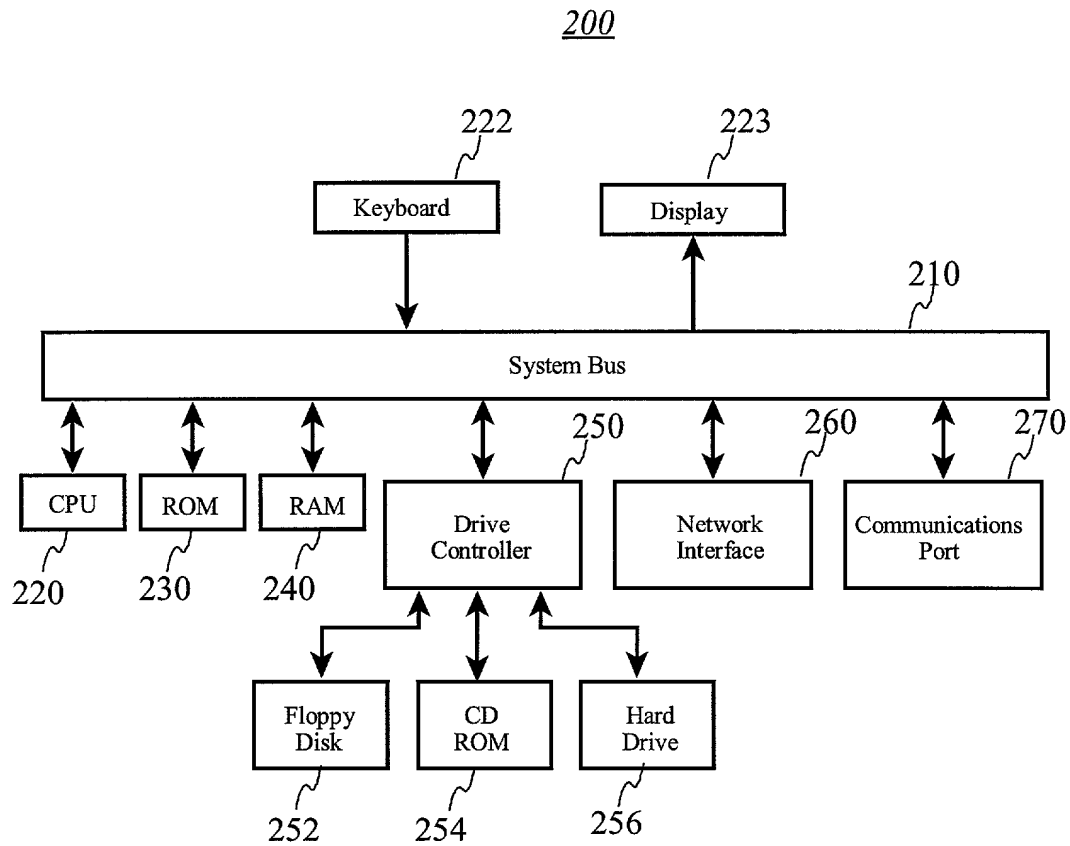 200
222
223
Keyboard
Display
210
System Bus
250
260
270
CPU
ROM
RAM
Drive
Controller
Network
Interface
Communications
Port
220
230
240
Floppy
Disk
CD
ROM
Hard
Drive
252
254
256